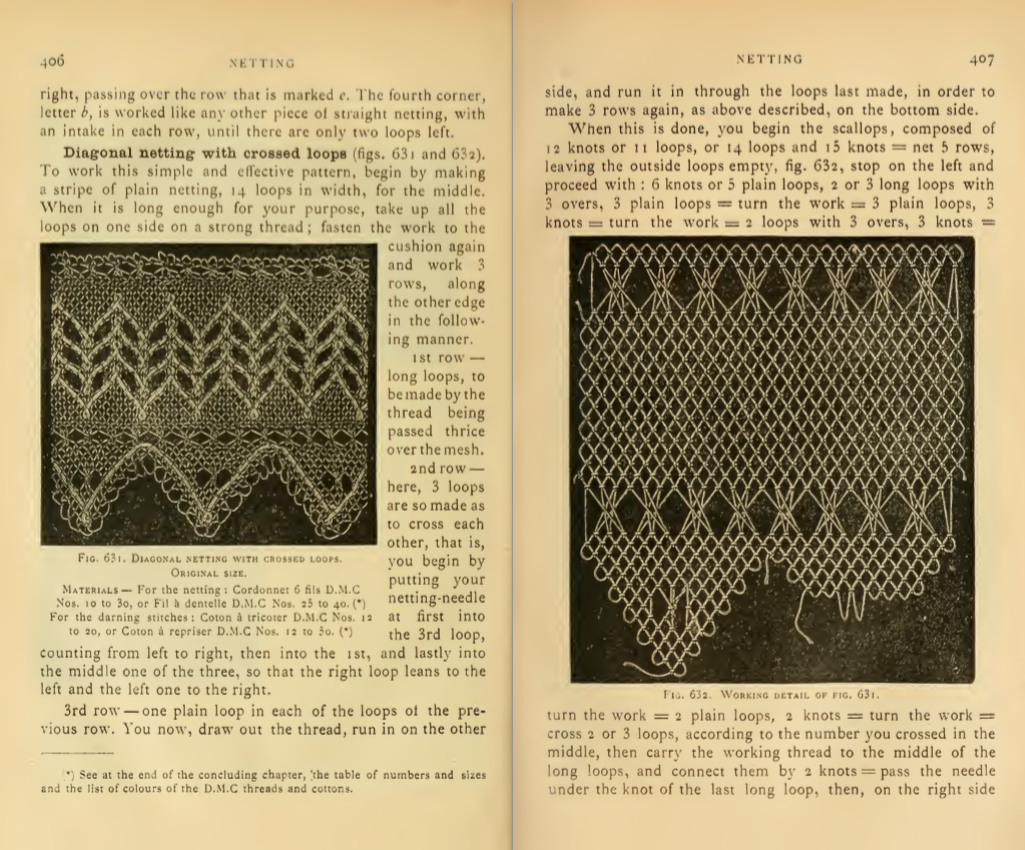 406
NETTING
right, passing over the row that is marked c. The fourth corner,
letter b, is worked like any other piece of straight netting, with
an intake in each row, until there are only two loops left.
Diagonal netting with crossed loops (figs. 631 and 632).
To work this simple and effective pattern, begin by making
a stripe of plain netting, 14 loops in width, for the middle.
When it is long enough for your purpose, take up all the
loops on one side on a strong thread; fasten the work to the
cushion again
and work 3
rows, along
the other edge
in the follow-
ing manner.
1st row —
long loops, to
be made by the
thread being
passed thrice
over the mesh.
2nd row —
here, 3 loops
are so made as
to cross each
other, that is,
you begin by
putting your
netting-needle
at first into
the 3rd loop,
Fig. 631. Diagonal netting with crossed loops.
Original size.
Materials — For the netting: Cordonnet 6 fils D.M.C
Nos. 10 to 30, or Fil à dentelle D.M.C Nos. 25 to 40. (*)
For the darning stitches: Coton à tricoter D.M.C Nos. 12
to 20, or Coton à repriser D.M.C Nos. 12 to 50. (*)
counting from left to right, then into the 1st, and lastly into
the middle one of the three, so that the right loop leans to the
left and the left one to the right.
3rd row — one plain loop in each of the loops of the pre-
vious row. You now, draw out the thread, run in on the other
(*) See at the end of the concluding chapter, the table of numbers and sizes
and the list of colours of the D.M.C threads and cottons.
NETTING
407
side, and run it in through the loops last made, in order to
make 3 rows again, as above described, on the bottom side.
When this is done, you begin the scallops, composed of
12 knots or 11 loops, or 14 loops and 15 knots = net 5 rows,
leaving the outside loops empty, fig. 632, stop on the left and
proceed with: 6 knots or 5 plain loops, 2 or 3 long loops with
3 overs, 3 plain loops = turn the work = 3 plain loops, 3
knots = turn the work = 2 loops with 3 overs, 3 knots =
Fig. 632. Working detail of fig. 631.
turn the work = 2 plain loops, 2 knots = turn the work =
cross 2 or 3 loops, according to the number you crossed in the
middle, then carry the working thread to the middle of the
long loops, and connect them by 2 knots = pass the needle
under the knot of the last long loop, then, on the right side